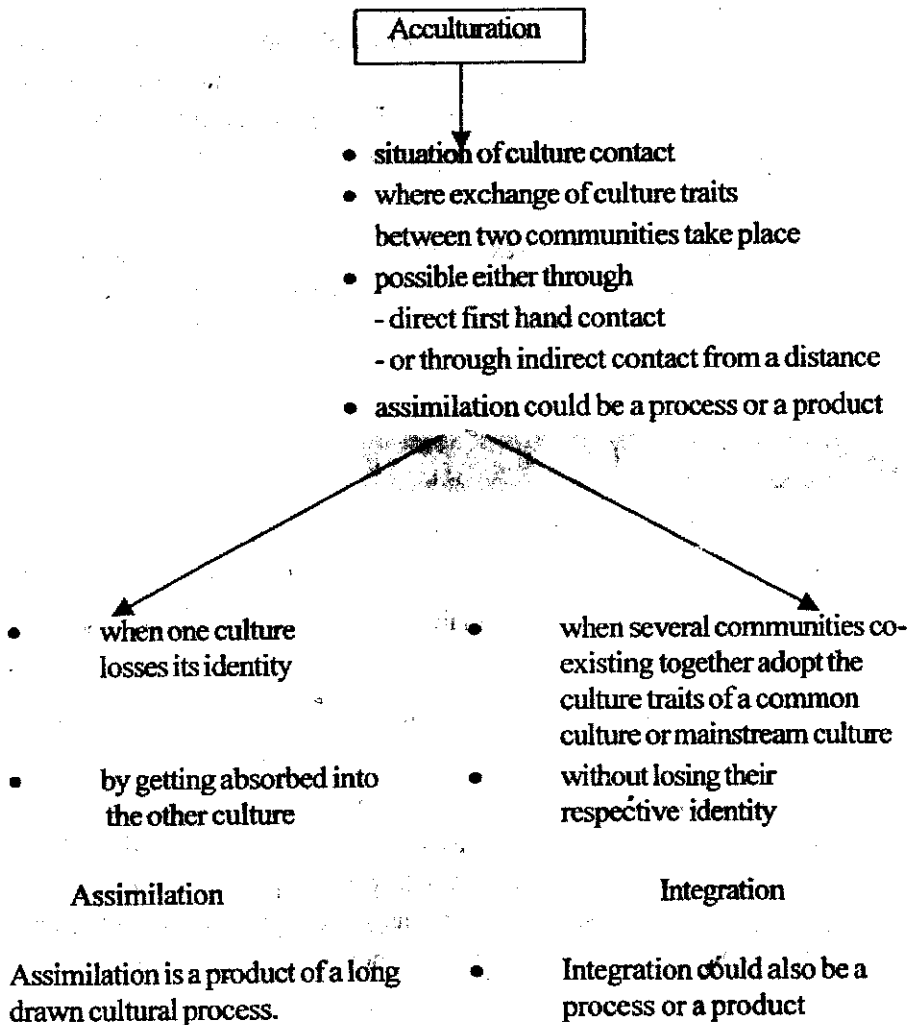 Acculturation
• situation of culture contact
• where exchange of culture traits
between two communities take place
• possible either through
- direct first hand contact
- or through indirect contact from a distance
• assimilation could be a process or a product
• when one culture
losses its identity
• by getting absorbed into
the other culture
Assimilation
Assimilation is a product of a long
drawn cultural process.
• when several communities co-
existing together adopt the
culture traits of a common
culture or mainstream culture
• without losing their
respective identity
Integration
• Integration could also be a
process or a product